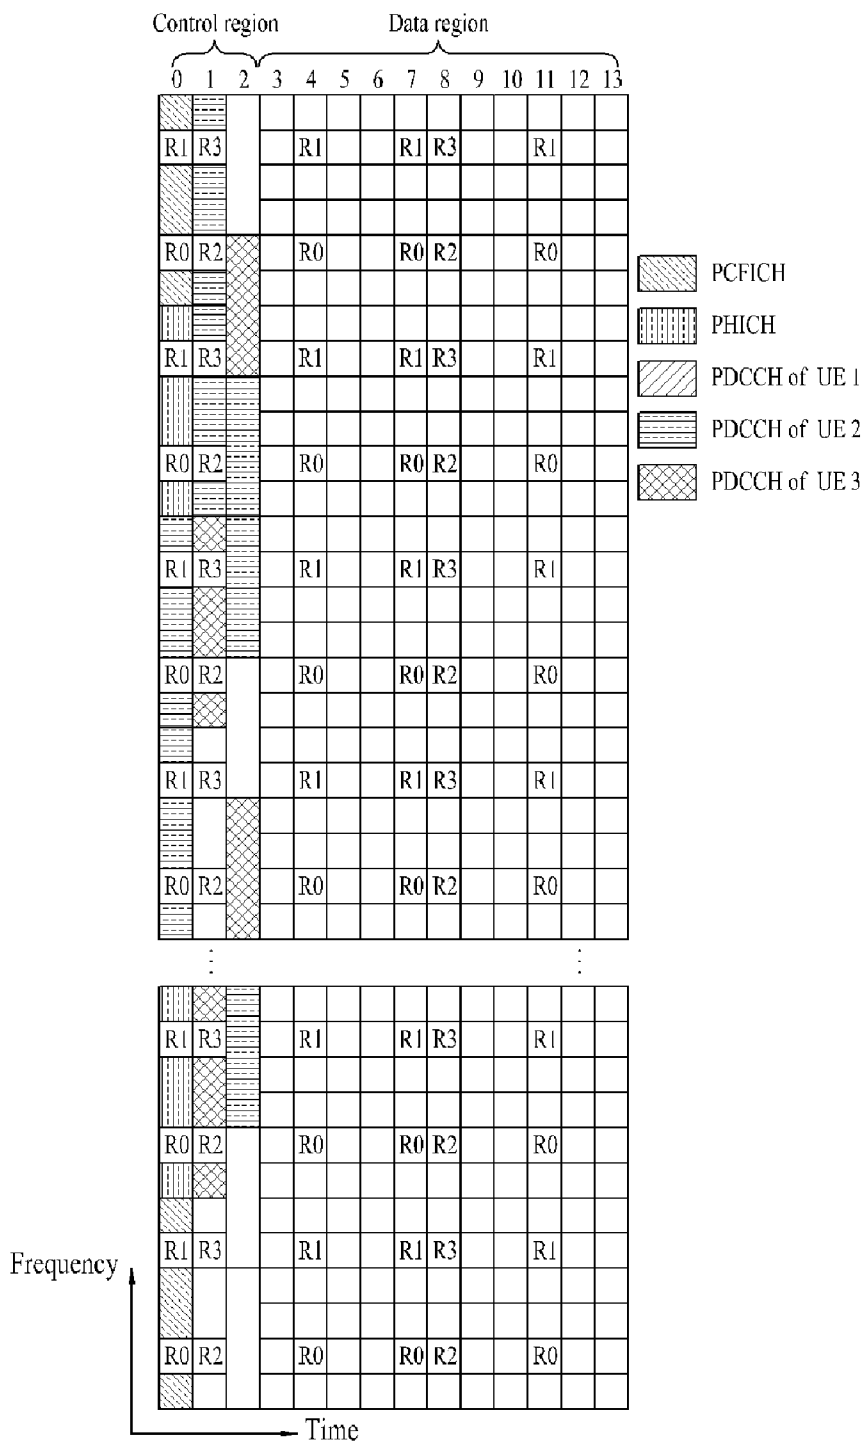 Control region Data region
0 1 2 3 4 5 6 7 8 9 10 11 12 13
R1 R3 R1 R1 R3 R1
R0 R2 R0 R0 R2 R0
PCFICH
PHICH
R1 R3 R1 R1 R3 R1
PDCCH of UE 1
PDCCH of UE 2
R0 R2 R0 R0 R2 R0
PDCCH of UE 3
R1 R3 R1 R1 R3 R1
R0 R2 R0 R0 R2 R0
R1 R3 R1 R1 R3 R1
R0 R2 R0 R0 R2 R0
R1 R3 R1 R1 R3 R1
R0 R2 R0 R0 R2 R0
R1 R3 R1 R1 R3 R1
Frequency
R0 R2 R0 R0 R2 R0
Time